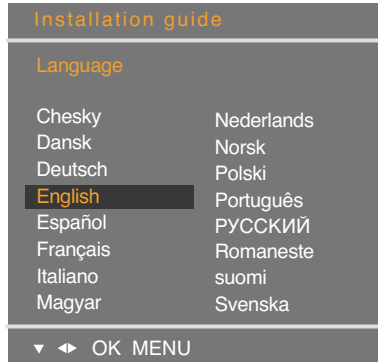 Installation guide
Language
Chesky
Dansk
Deutsch
English
Español
Français
Italiano
Magyar
Nederlands
Norsk
Polski
Português
РУССКИЙ
Romaneste
suomi
Svenska
OK MENU